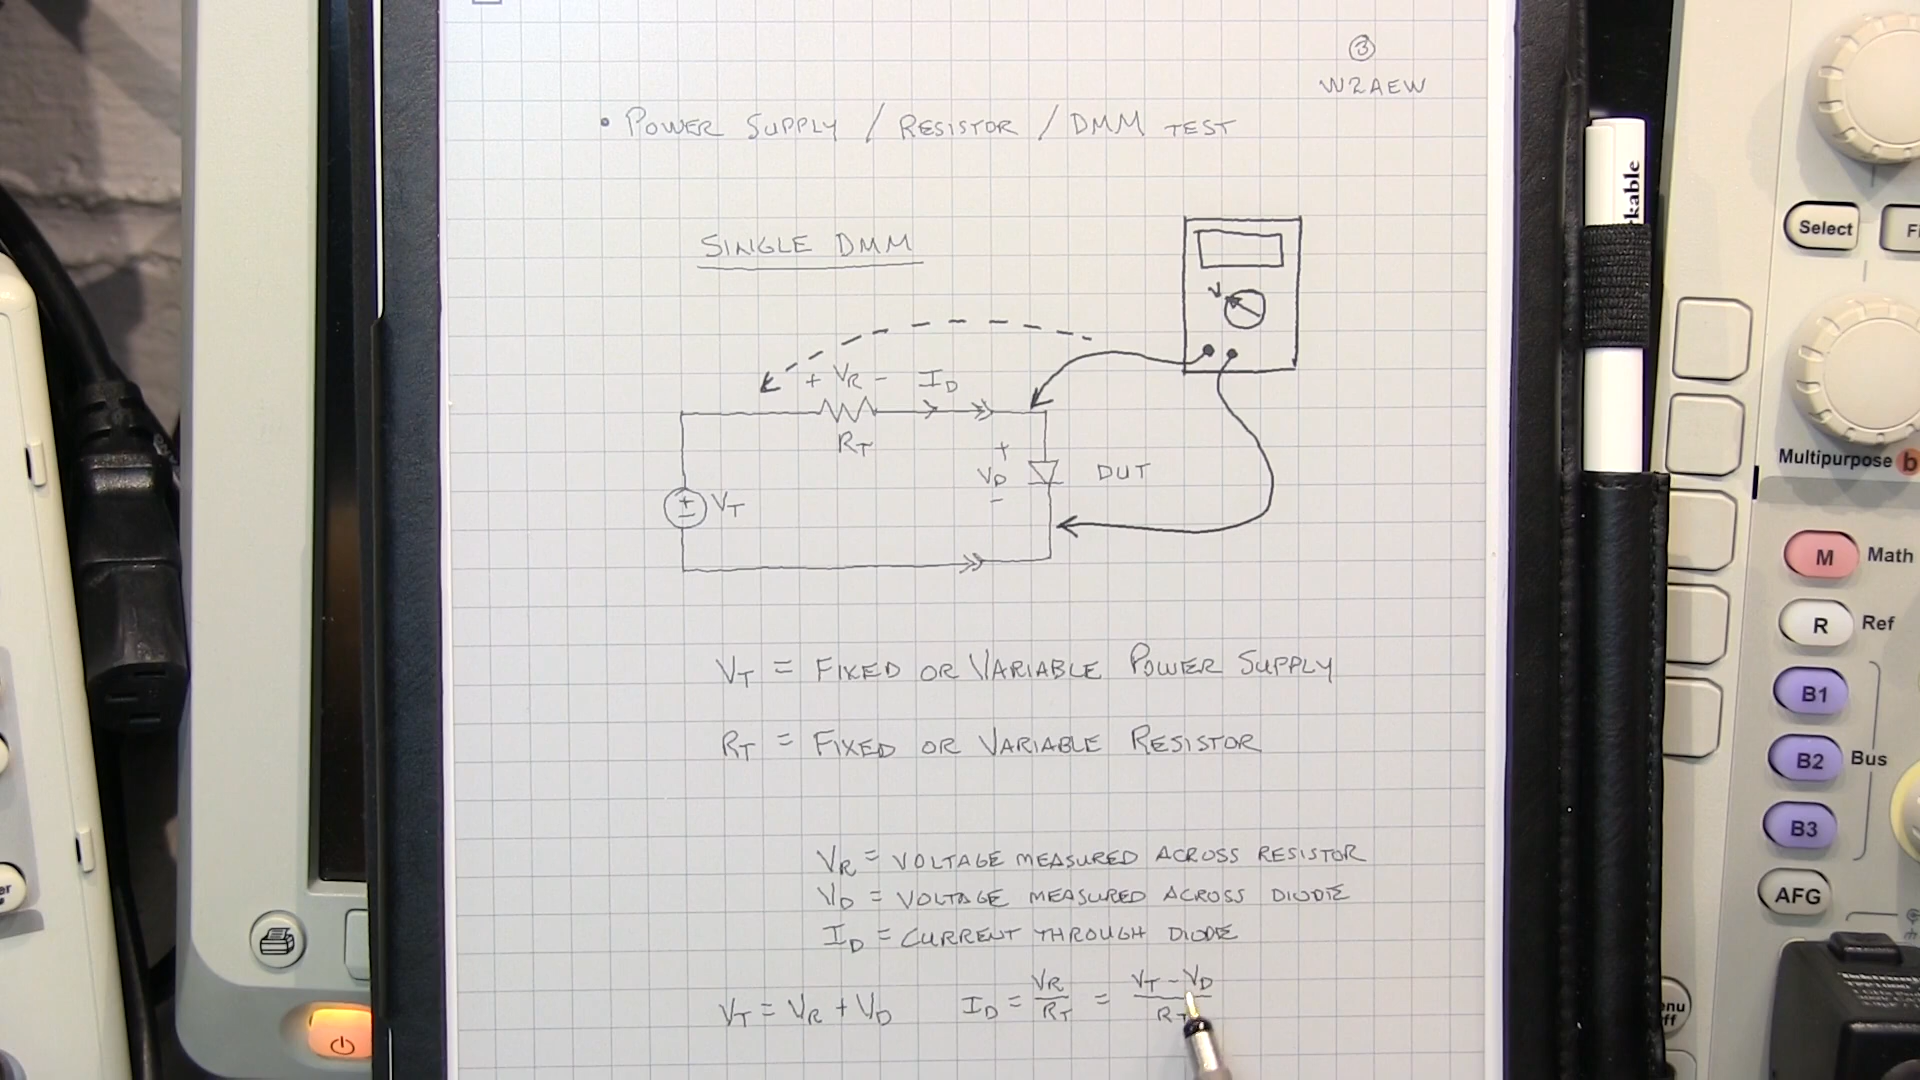 ③
W2AEW
• POWER SUPPLY / RESISTOR / DMM TEST
SINGLE DMM
V
+ VR - ID
RT
+
VD
-
DUT
+
-
VT
VT = FIXED OR VARIABLE POWER SUPPLY
RT = FIXED OR VARIABLE RESISTOR
VR = VOLTAGE MEASURED ACROSS RESISTOR
VD = VOLTAGE MEASURED ACROSS DIODE
ID = CURRENT THROUGH DIODE
VT = VR + VD ID = VR/RT = VT - VD/RT
kable
Select
Multipurpose b
M Math
R Ref
B1
B2 Bus
B3
AFG